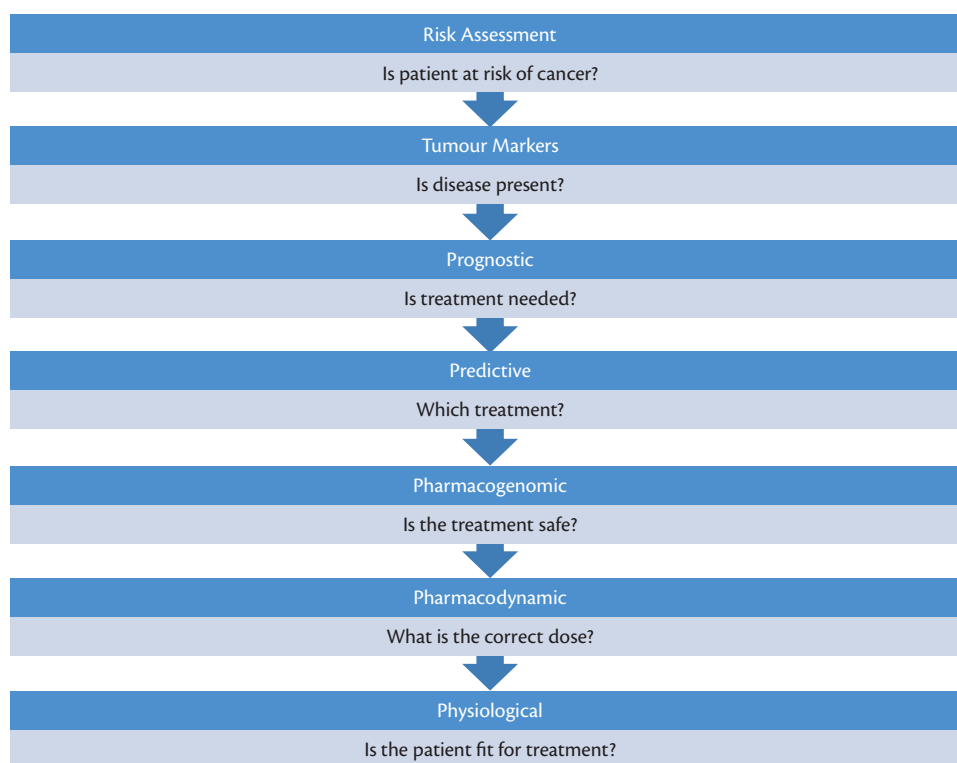 Risk Assessment
Is patient at risk of cancer?
Tumour Markers
Is disease present?
Prognostic
Is treatment needed?
Predictive
Which treatment?
Pharmacogenomic
Is the treatment safe?
Pharmacodynamic
What is the correct dose?
Physiological
Is the patient fit for treatment?